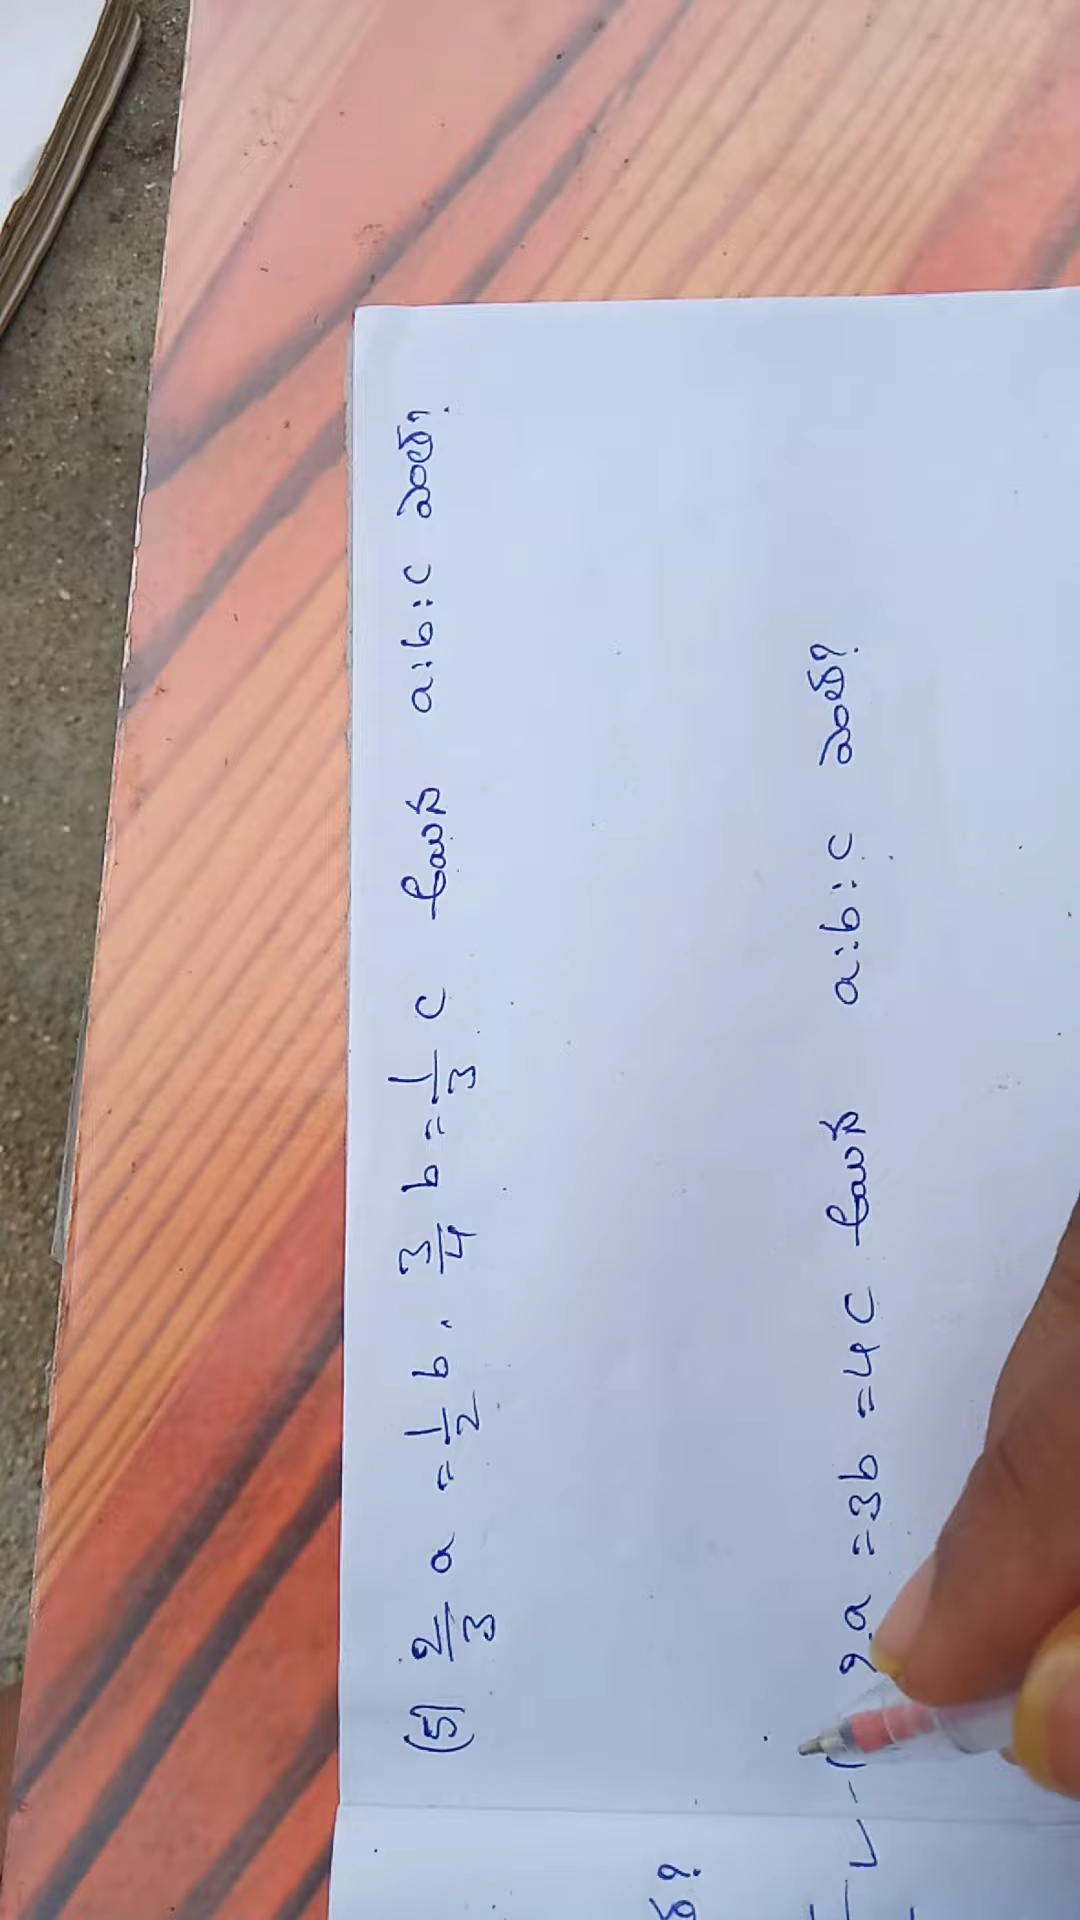 (5) 2/3 a = 1/2 b. 3/4 b = 1/3 c అయిన a:b:c ఎంత?
2a = 3b = 4c అయిన a:b:c ఎంత?